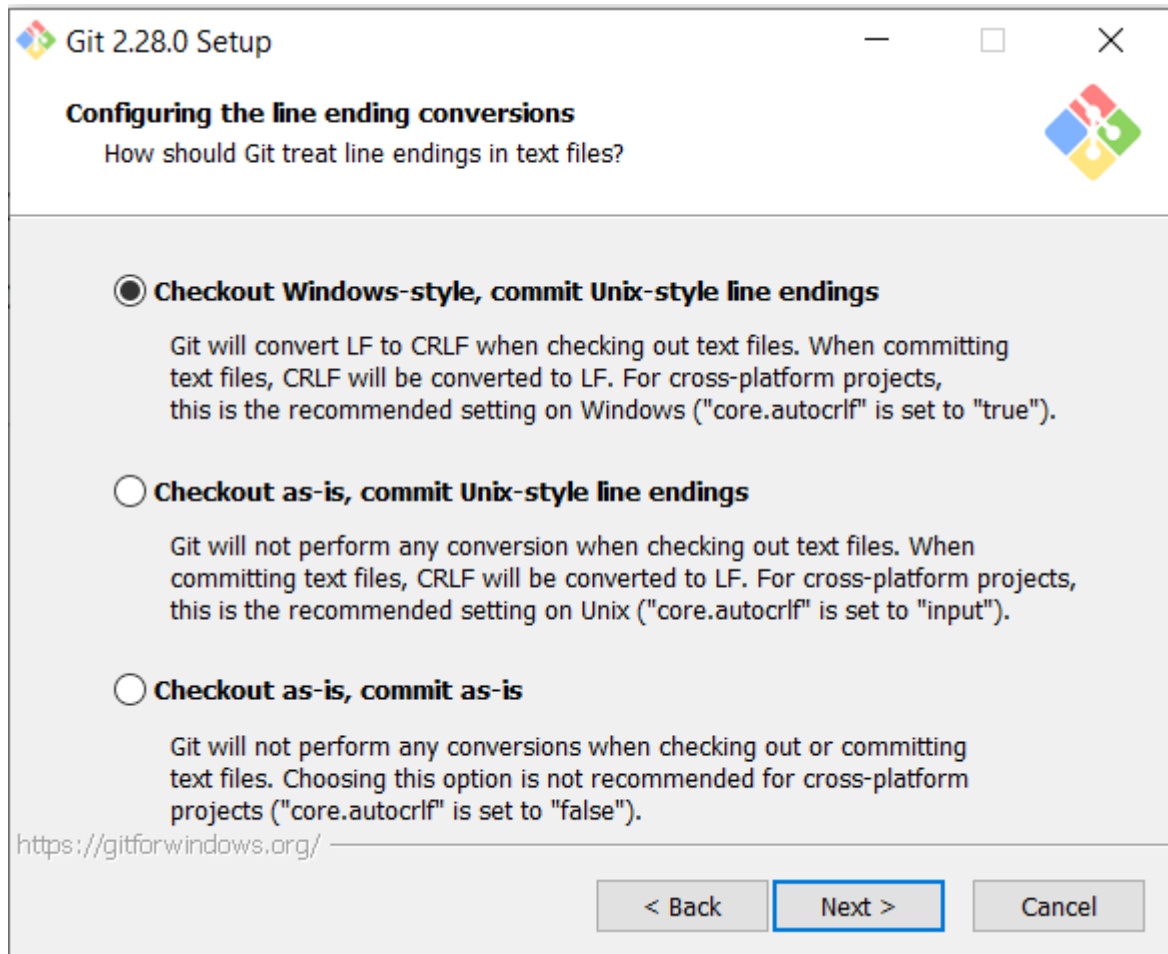 Git 2.28.0 Setup
Configuring the line ending conversions
How should Git treat line endings in text files?
Checkout Windows-style, commit Unix-style line endings
Git will convert LF to CRLF when checking out text files. When committing
text files, CRLF will be converted to LF. For cross-platform projects,
this is the recommended setting on Windows ("core.autocrlf" is set to "true").
Checkout as-is, commit Unix-style line endings
Git will not perform any conversion when checking out text files. When
committing text files, CRLF will be converted to LF. For cross-platform projects,
this is the recommended setting on Unix ("core.autocrlf" is set to "input").
Checkout as-is, commit as-is
Git will not perform any conversions when checking out or committing
text files. Choosing this option is not recommended for cross-platform
projects ("core.autocrlf" is set to "false").
https://gitforwindows.org/
< Back Next > Cancel